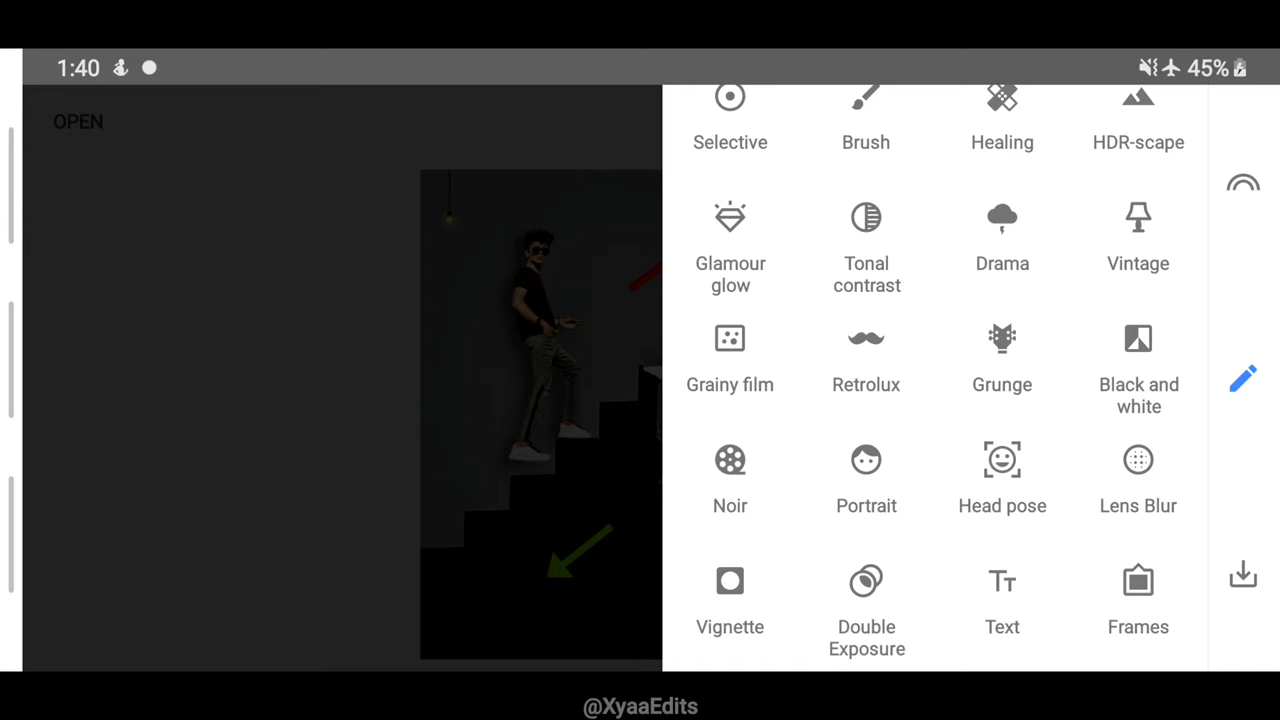 1:40
45%
OPEN
Selective
Brush
Healing
HDR-scape
Glamour
glow
Tonal
contrast
Drama
Vintage
Grainy film
Retrolux
Grunge
Black and
white
Noir
Portrait
Head pose
Lens Blur
Vignette
Double
Exposure
Text
Frames
@XyaaEdits